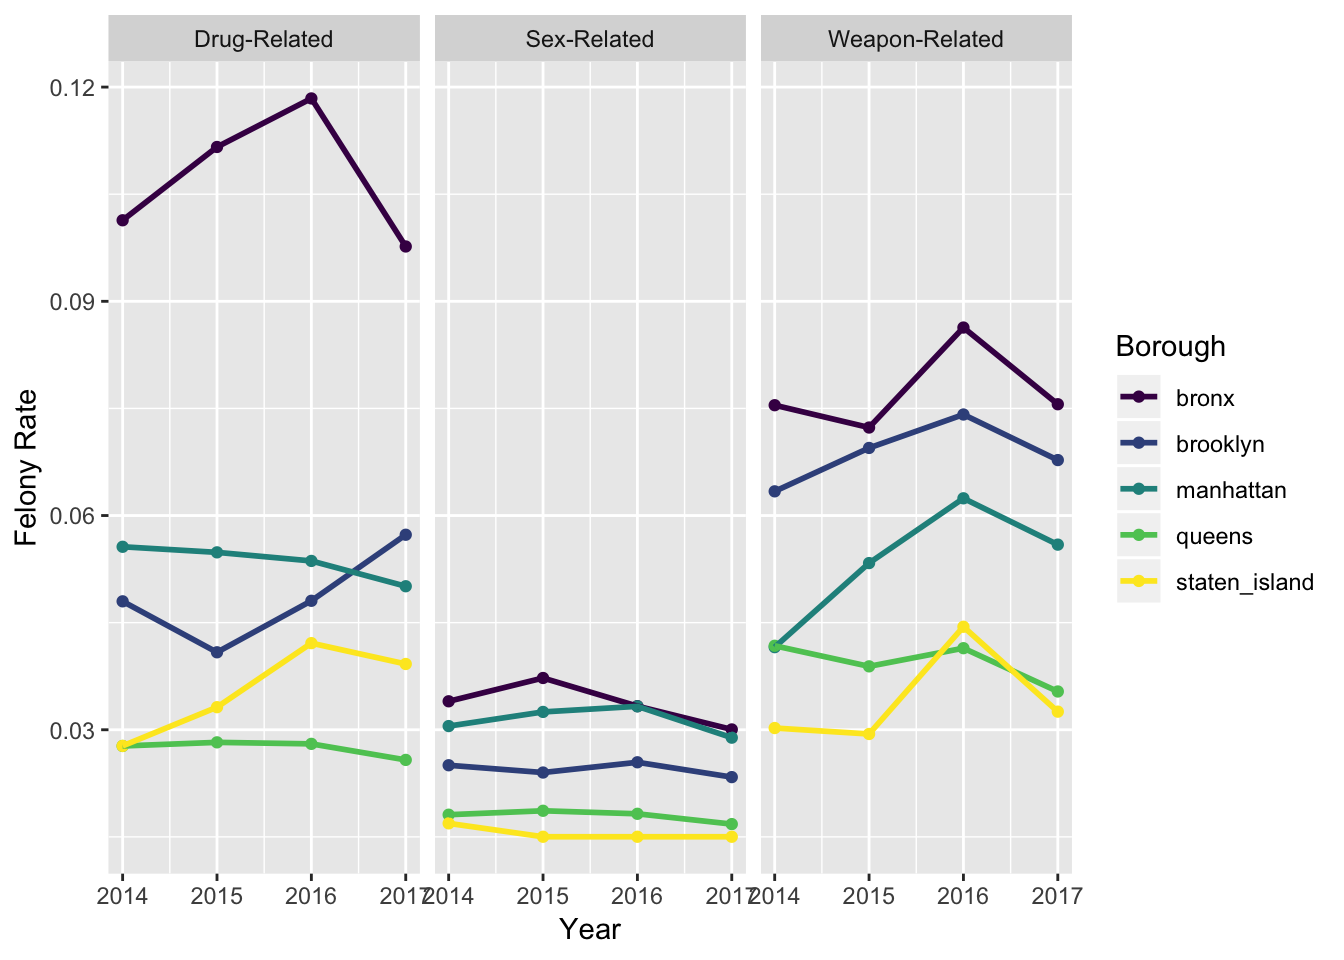 Drug-Related Sex-Related Weapon-Related
0.12
0.09
0.06
0.03
Felony Rate
2014 2015 2016 2017 2014 2015 2016 2017 2014 2015 2016 2017
Year
Borough
bronx
brooklyn
manhattan
queens
staten_island